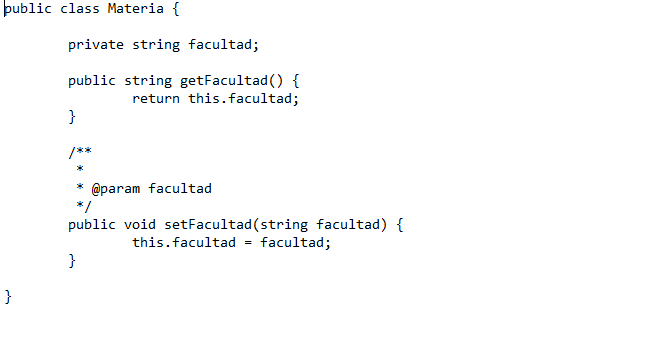 public class Materia {
private string facultad;
public string getFacultad() {
return this.facultad;
}
/**
*
* @param facultad
*/
public void setFacultad(string facultad) {
this.facultad = facultad;
}
}